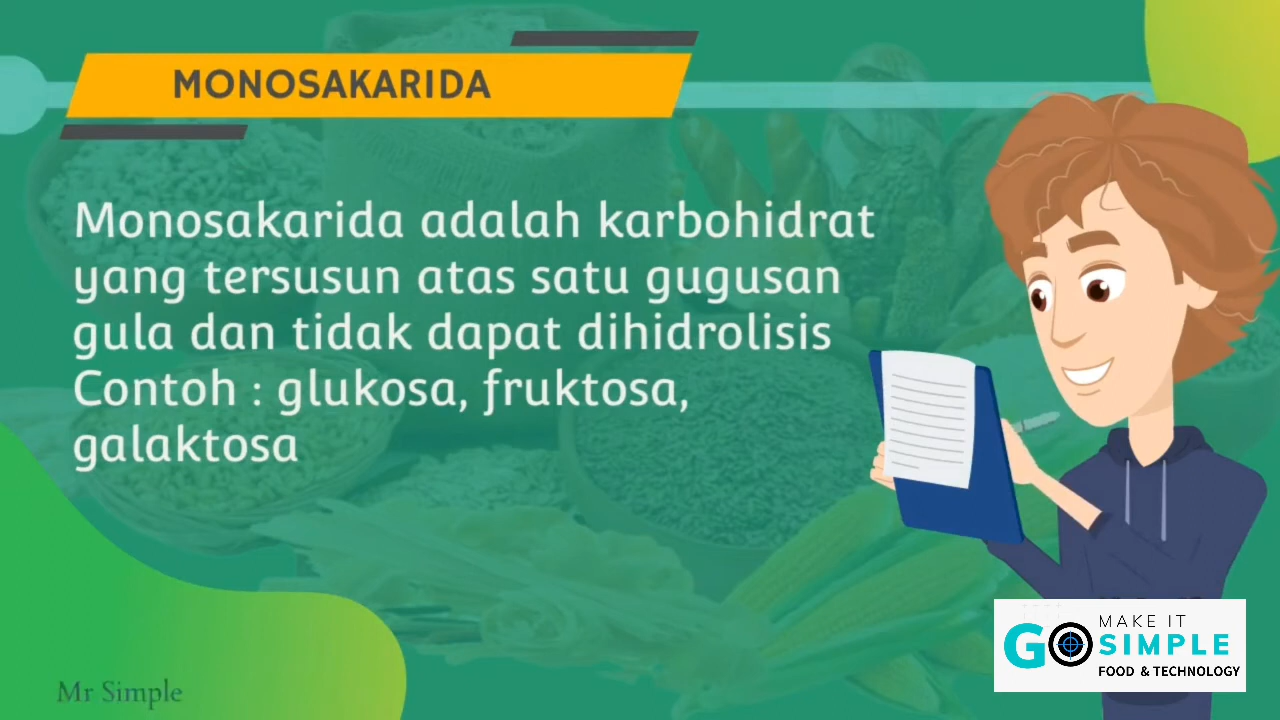 MONOSAKARIDA
Monosakarida adalah karbohidrat
yang tersusun atas satu gugusan
gula dan tidak dapat dihidrolisis
Contoh : glukosa, fruktosa,
galaktosa
Mr Simple
GO MAKE IT
SIMPLE
FOOD & TECHNOLOGY